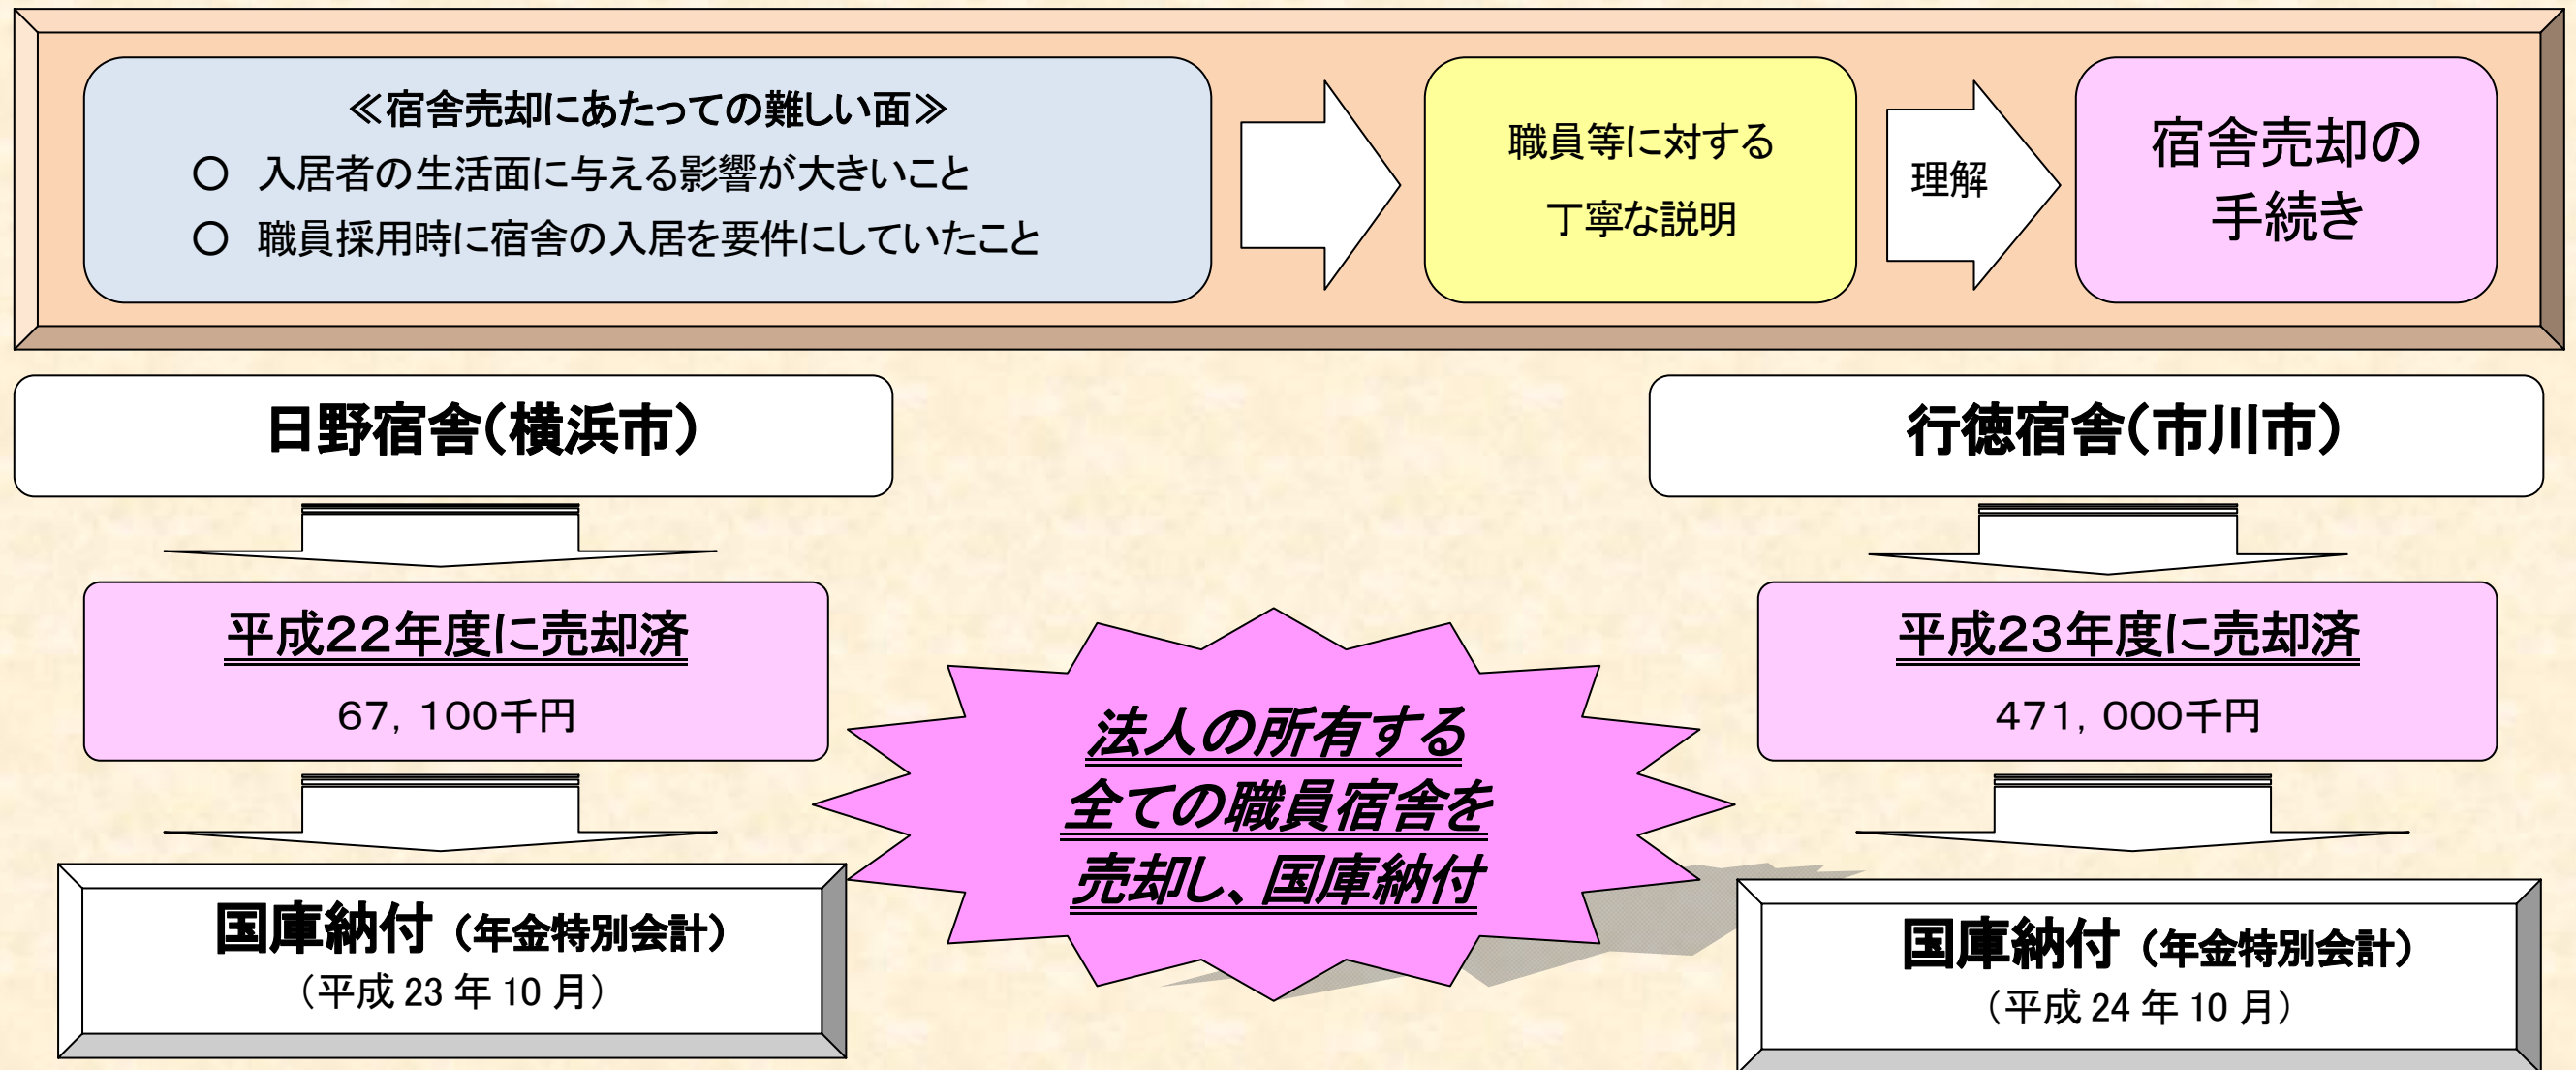 ≪宿舎売却にあたっての難しい面≫
○ 入居者の生活面に与える影響が大きいこと
○ 職員採用時に宿舎の入居を要件にしていたこと
職員等に対する
丁寧な説明
理解
宿舎売却の
手続き
日野宿舎(横浜市)
平成22年度に売却済
67,100千円
国庫納付(年金特別会計)
(平成 23 年 10 月)
法人の所有する
全ての職員宿舎を
売却し、国庫納付
行徳宿舎(市川市)
平成23年度に売却済
471,000千円
国庫納付(年金特別会計)
(平成 24 年 10 月)